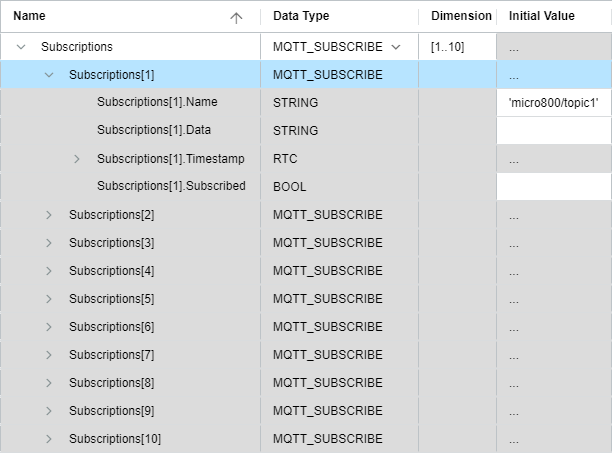 Name Data Type Dimension Initial Value
Subscriptions MQTT_SUBSCRIBE [1..10] ...
Subscriptions[1] MQTT_SUBSCRIBE ...
Subscriptions[1].Name STRING 'micro800/topic1'
Subscriptions[1].Data STRING
Subscriptions[1].Timestamp RTC ...
Subscriptions[1].Subscribed BOOL
Subscriptions[2] MQTT_SUBSCRIBE ...
Subscriptions[3] MQTT_SUBSCRIBE ...
Subscriptions[4] MQTT_SUBSCRIBE ...
Subscriptions[5] MQTT_SUBSCRIBE ...
Subscriptions[6] MQTT_SUBSCRIBE ...
Subscriptions[7] MQTT_SUBSCRIBE ...
Subscriptions[8] MQTT_SUBSCRIBE ...
Subscriptions[9] MQTT_SUBSCRIBE ...
Subscriptions[10] MQTT_SUBSCRIBE ...